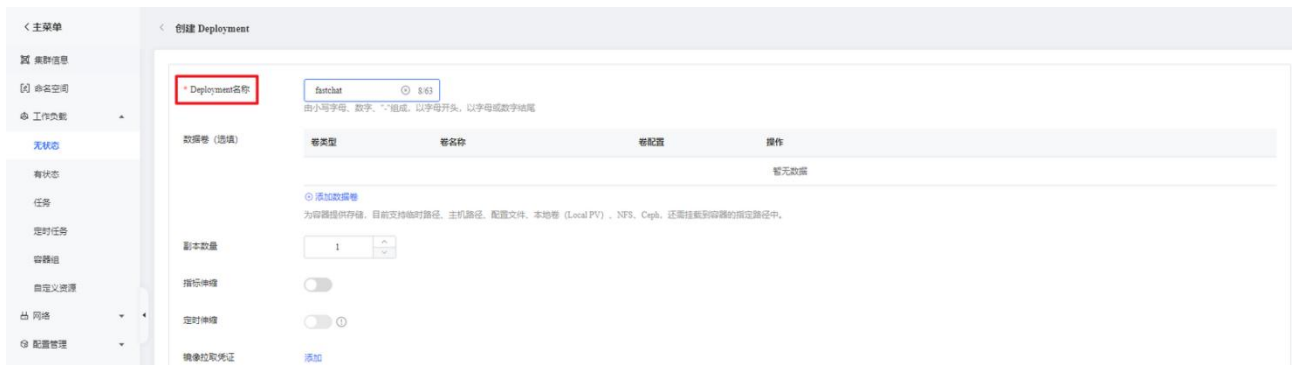 主菜单
创建 Deployment
集群信息
命名空间
工作负载
无状态
有状态
任务
定时任务
容器组
自定义资源
网络
配置管理
* Deployment名称
fastchat 8/63
由小写字母、数字、"-"组成，以字母开头，以字母或数字结尾
数据卷（选填）
卷类型 卷名称 卷配置 操作
暂无数据
添加数据卷
为容器提供存储，目前支持临时路径、主机路径、配置文件、本地卷（Local PV）、NFS、Ceph，还需挂载到容器的指定路径中。
副本数量 1
指标伸缩
定时伸缩
镜像拉取凭证 添加